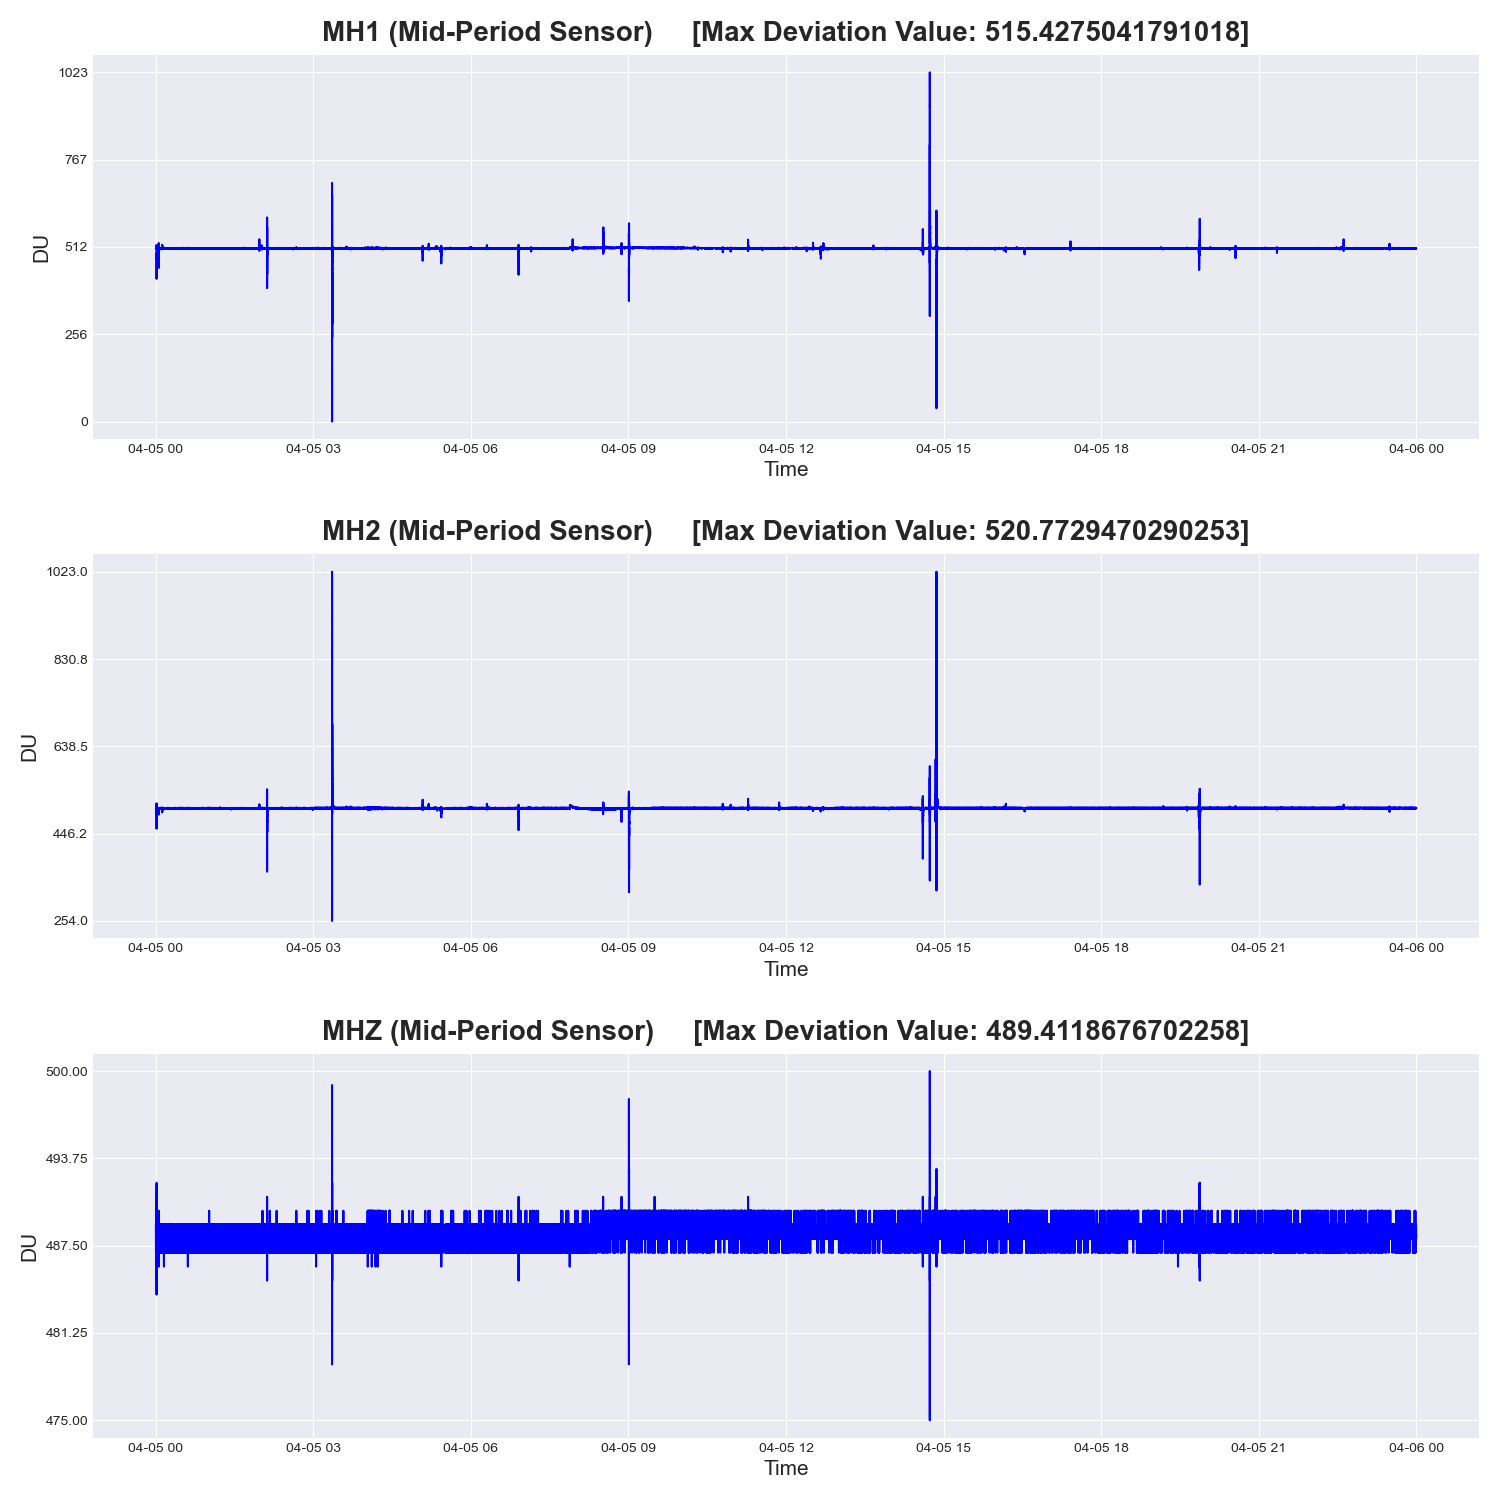 MH1 (Mid-Period Sensor) [Max Deviation Value: 515.4275041791018]
1023
767
512
256
0
DU
04-05 00 04-05 03 04-05 06 04-05 09 04-05 12 04-05 15 04-05 18 04-05 21 04-06 00
Time
MH2 (Mid-Period Sensor) [Max Deviation Value: 520.7729470290253]
1023.0
830.8
638.5
446.2
254.0
DU
04-05 00 04-05 03 04-05 06 04-05 09 04-05 12 04-05 15 04-05 18 04-05 21 04-06 00
Time
MHZ (Mid-Period Sensor) [Max Deviation Value: 489.4118676702258]
500.00
493.75
487.50
481.25
475.00
DU
04-05 00 04-05 03 04-05 06 04-05 09 04-05 12 04-05 15 04-05 18 04-05 21 04-06 00
Time